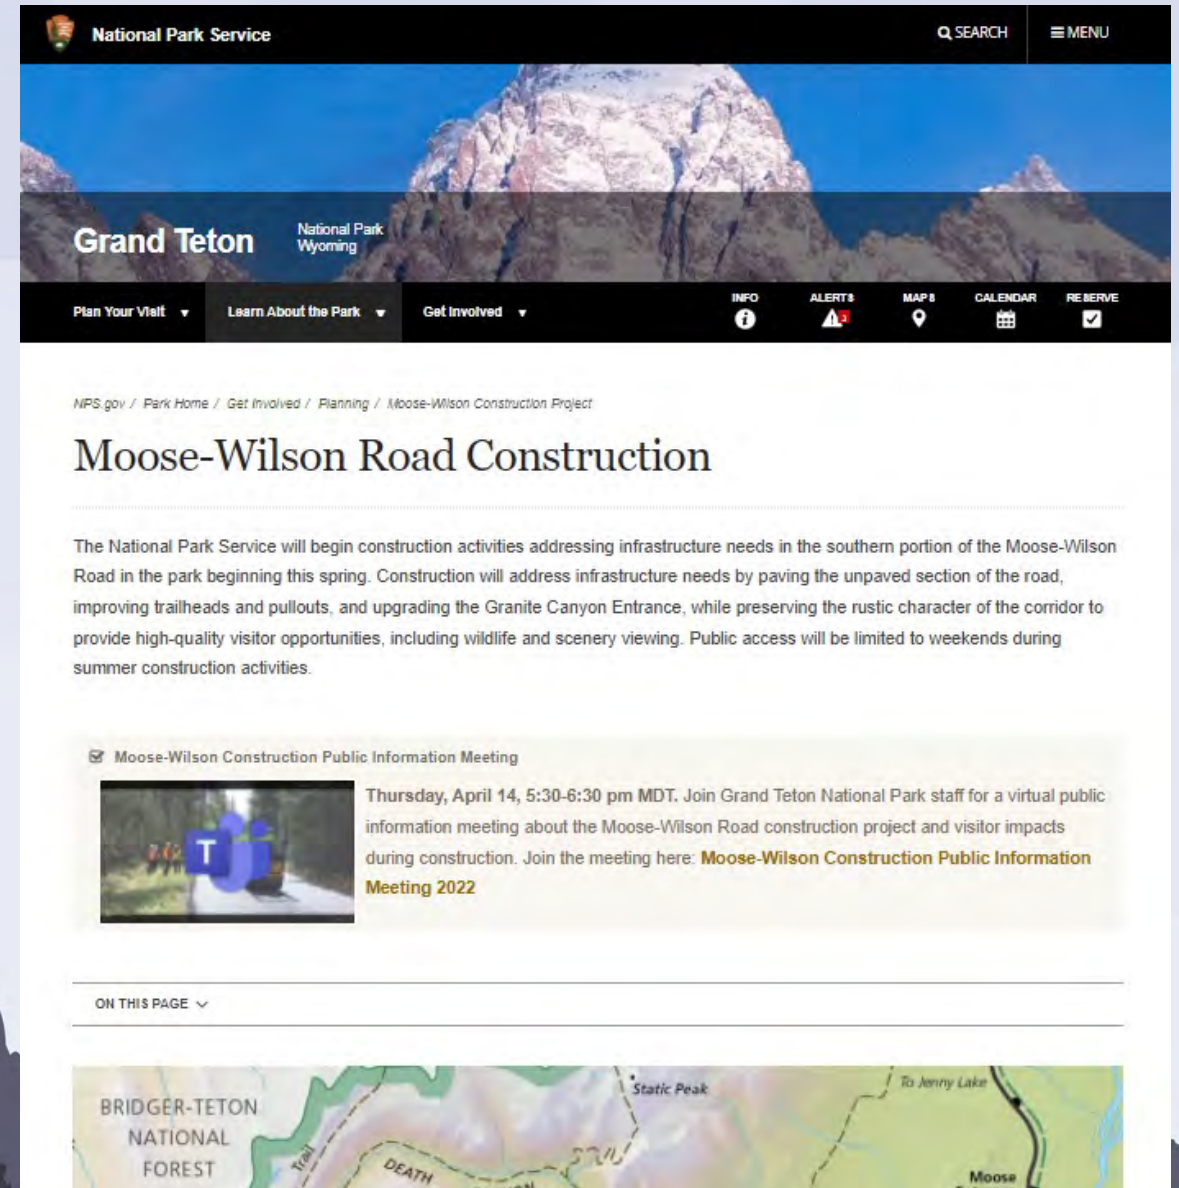 National Park Service
SEARCH
MENU
Grand Teton
National Park
Wyoming
Plan Your Visit
Learn About the Park
Get Involved
INFO
ALERTS
3
MAPS
CALENDAR
RESERVE
NPS.gov / Park Home / Get Involved / Planning / Moose-Wilson Construction Project
Moose-Wilson Road Construction
The National Park Service will begin construction activities addressing infrastructure needs in the southern portion of the Moose-Wilson
Road in the park beginning this spring. Construction will address infrastructure needs by paving the unpaved section of the road,
improving trailheads and pullouts, and upgrading the Granite Canyon Entrance, while preserving the rustic character of the corridor to
provide high-quality visitor opportunities, including wildlife and scenery viewing. Public access will be limited to weekends during
summer construction activities.
Moose-Wilson Construction Public Information Meeting
T
Thursday, April 14, 5:30-6:30 pm MDT. Join Grand Teton National Park staff for a virtual public
information meeting about the Moose-Wilson Road construction project and visitor impacts
during construction. Join the meeting here: Moose-Wilson Construction Public Information
Meeting 2022
ON THIS PAGE
BRIDGER-TETON
NATIONAL
FOREST
Trail
DEATH
Static Peak
To Jenny Lake
Moose